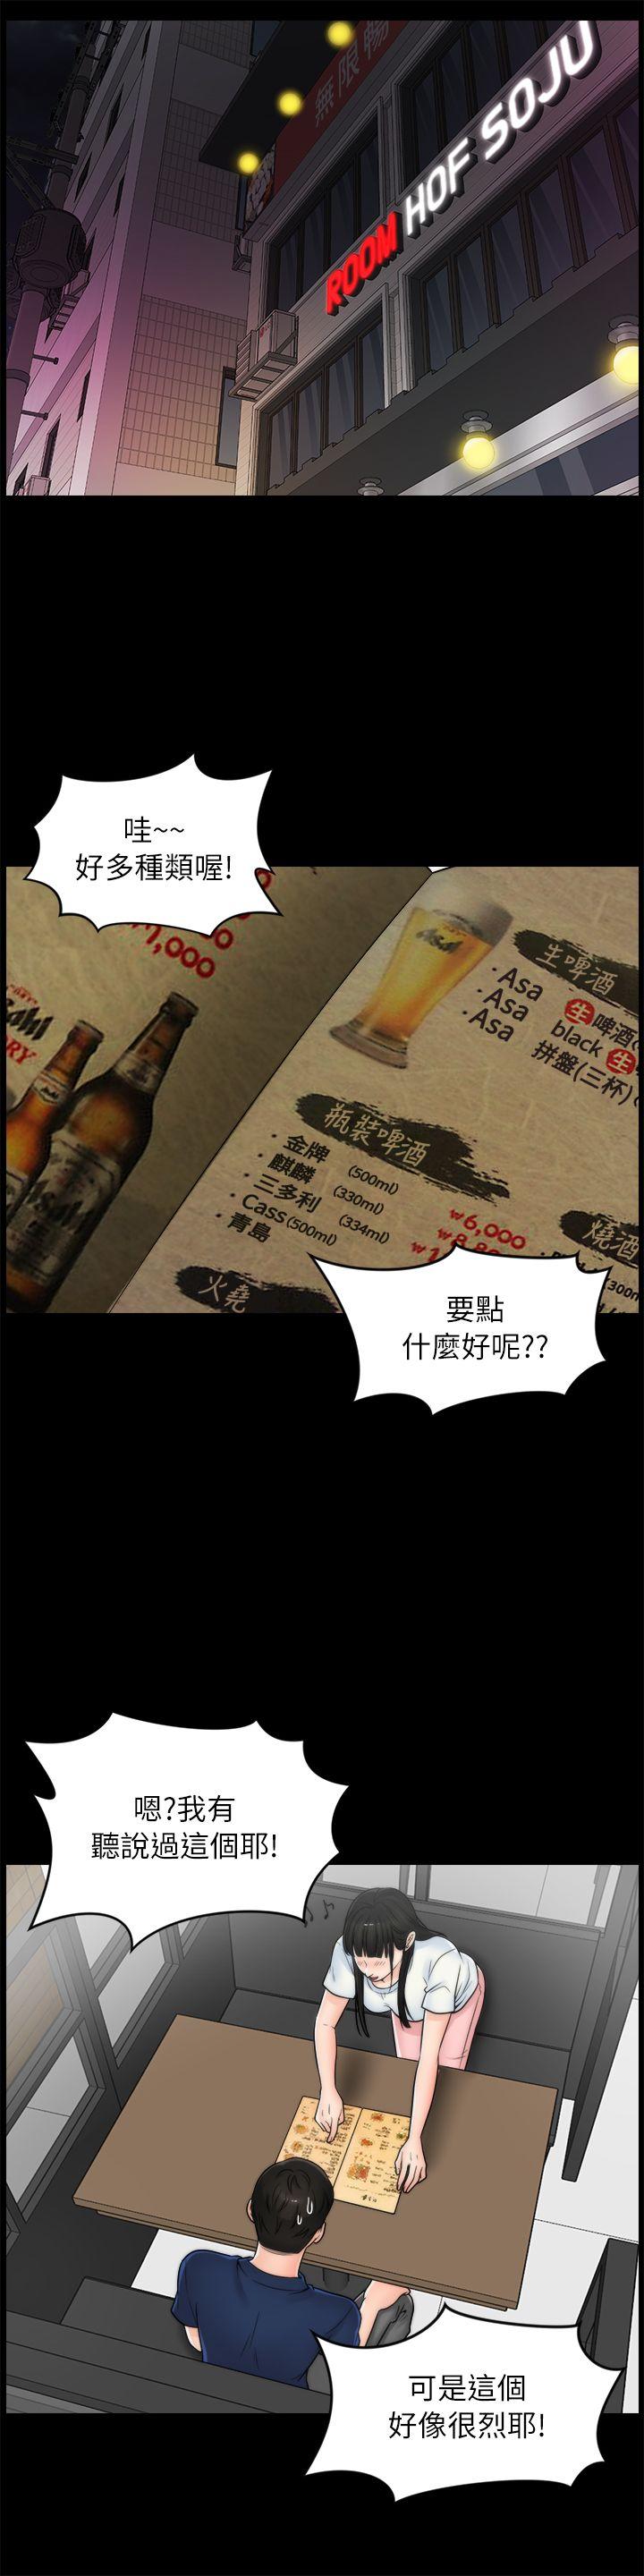 無限暢
ROOM HOF SOJU
哇~~
好多種類喔!
Asahi
生啤酒
·Asa 生啤酒
·Asa black 生
·Asa 拼盤(三杯)
瓶裝啤酒
·金牌 (500ml)
·麒麟 (330ml)
·三多利 (334ml)
·Cass (500ml)
·青島
₩6,000
燒酒
火堯
要點
什麼好呢??
嗯?我有
聽說過這個耶!
可是這個
好像很烈耶!